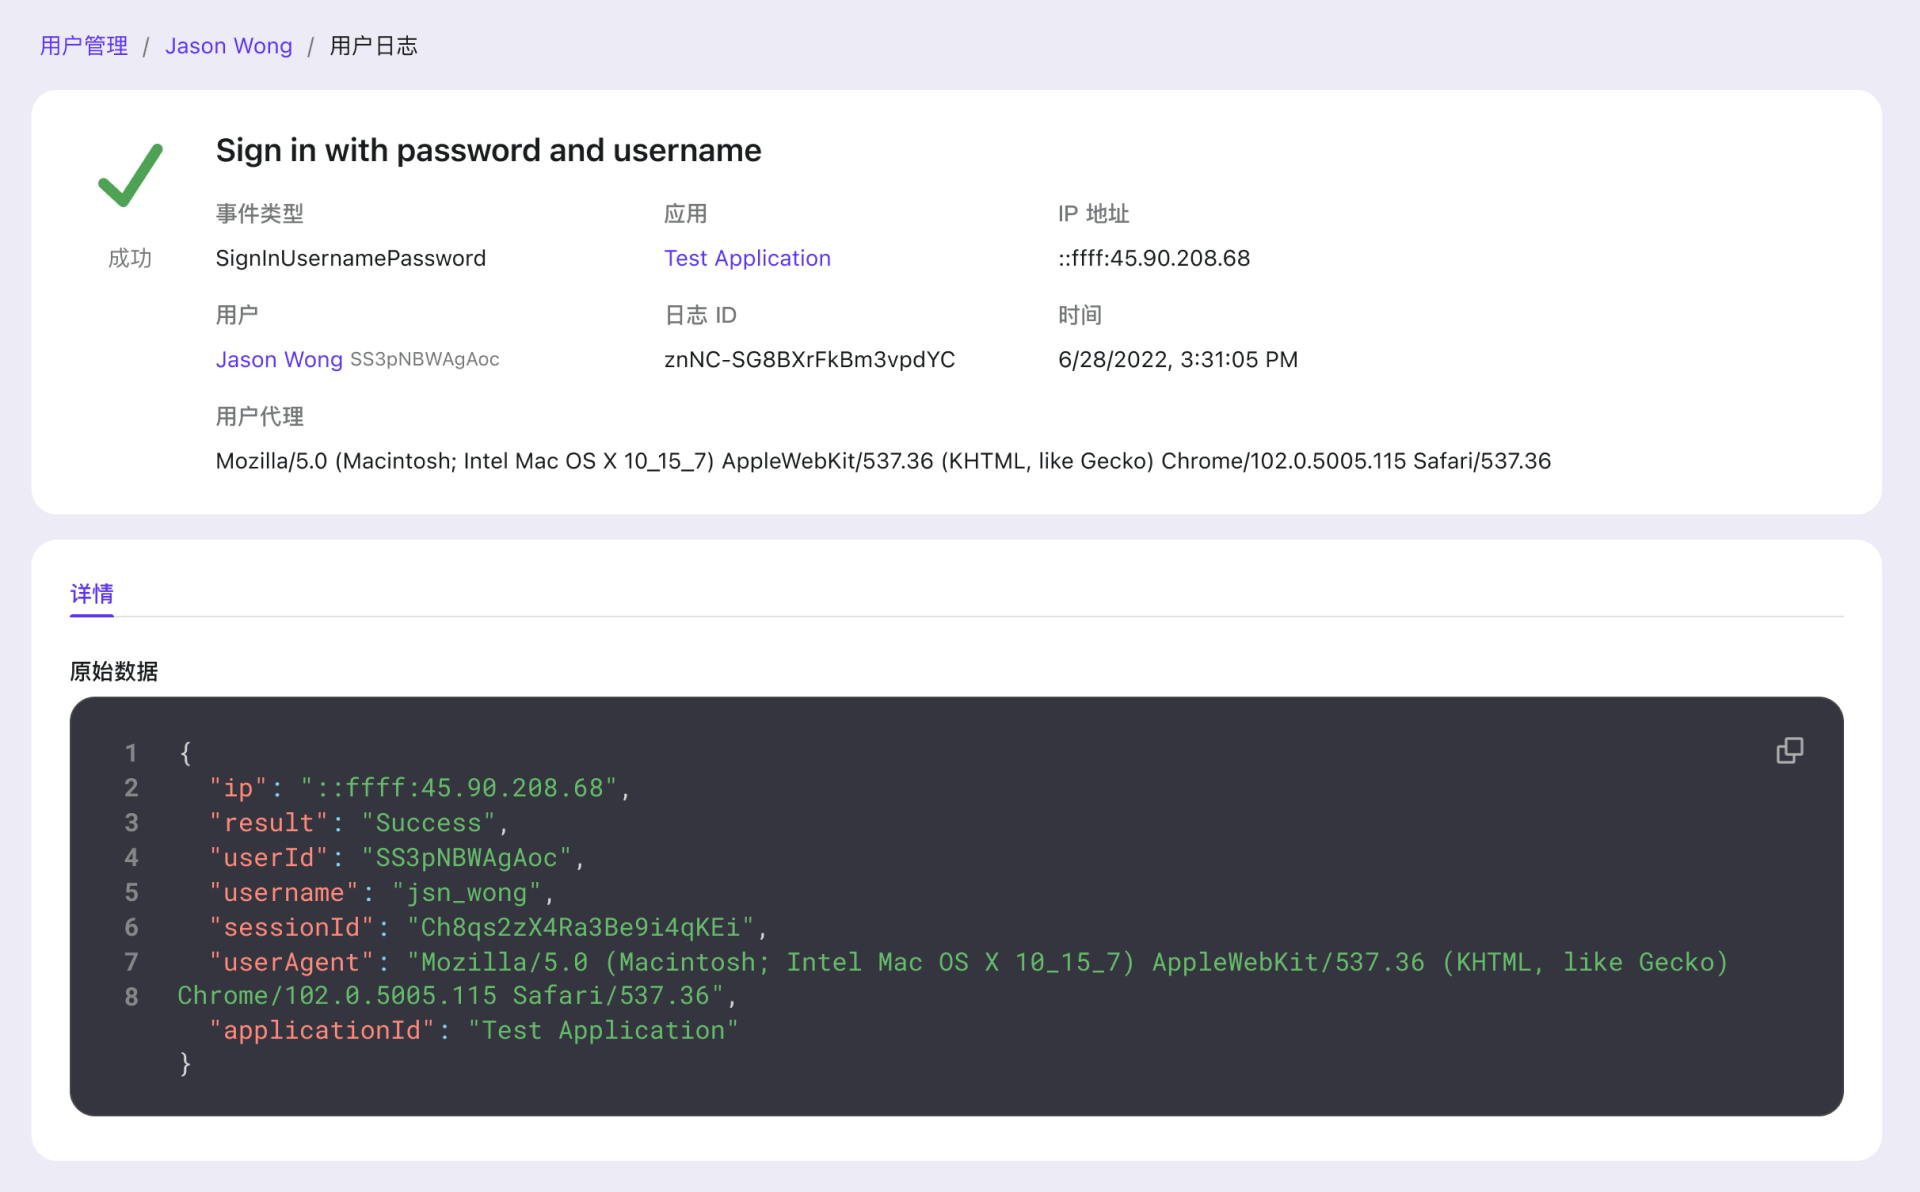 用户管理 / Jason Wong / 用户日志
Sign in with password and username
事件类型 应用 IP 地址
成功 SignInUsernamePassword Test Application ::ffff:45.90.208.68
用户 日志 ID 时间
Jason Wong SS3pNBWAgAoc znNC-SG8BXrFkBm3vpdYC 6/28/2022, 3:31:05 PM
用户代理
Mozilla/5.0 (Macintosh; Intel Mac OS X 10_15_7) AppleWebKit/537.36 (KHTML, like Gecko) Chrome/102.0.5005.115 Safari/537.36
详情
原始数据
1 {
2 "ip": "::ffff:45.90.208.68",
3 "result": "Success",
4 "userId": "SS3pNBWAgAoc",
5 "username": "jsn_wong",
6 "sessionId": "Ch8qs2zX4Ra3Be9i4qKEi",
7 "userAgent": "Mozilla/5.0 (Macintosh; Intel Mac OS X 10_15_7) AppleWebKit/537.36 (KHTML, like Gecko)
8 Chrome/102.0.5005.115 Safari/537.36",
"applicationId": "Test Application"
}